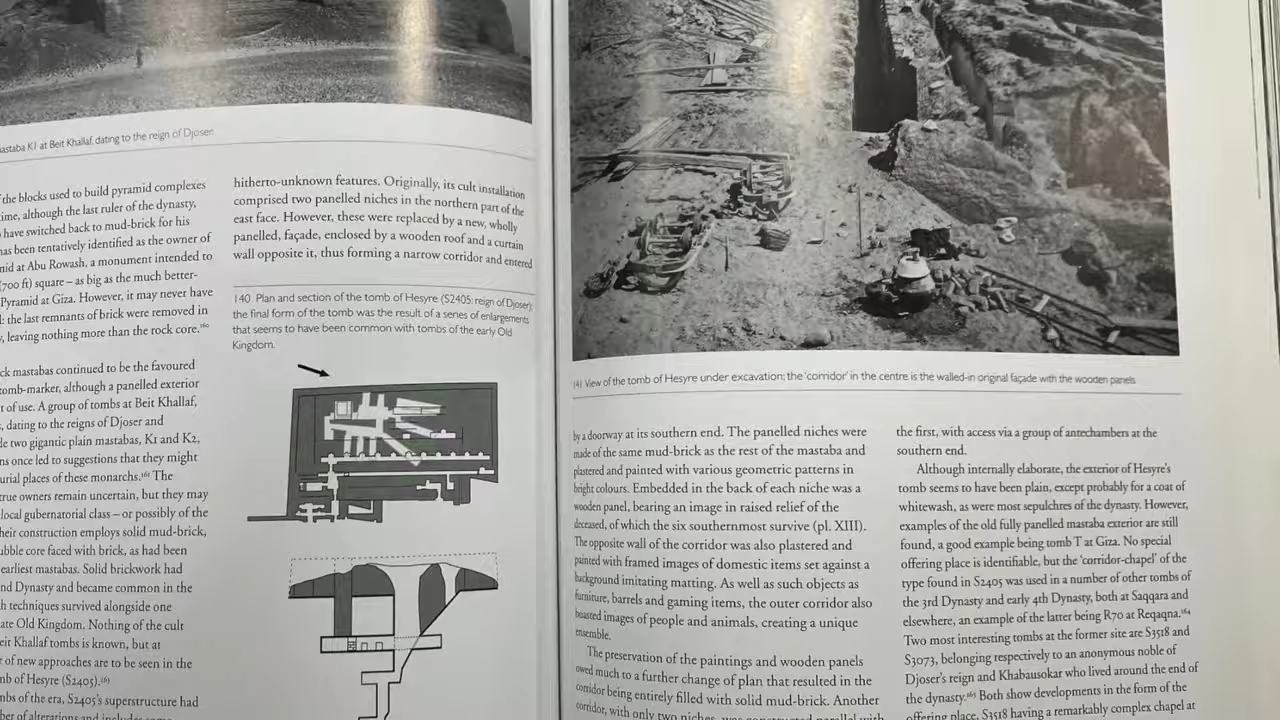 mastaba K1 at Beit Khallaf, dating to the reign of Djoser.
f the blocks used to build pyramid complexes
ime, although the last ruler of the dynasty,
have switched back to mud-brick for his
has been tentatively identified as the owner of
mid at Abu Rowash, a monument intended to
(700 ft) square – as big as the much better-
Pyramid at Giza. However, it may never have
l: the last remnants of brick were removed in
, leaving nothing more than the rock core.¹⁶⁰
ck mastabas continued to be the favoured
tomb-marker, although a panelled exterior
t of use. A group of tombs at Beit Khallaf,
, dating to the reigns of Djoser and
de two gigantic plain mastabas, K1 and K2,
ns once led to suggestions that they might
urial places of these monarchs.¹⁶¹ The
true owners remain uncertain, but they may
local gubernatorial class – or possibly of the
heir construction employs solid mud-brick,
ubble core faced with brick, as had been
earliest mastabas. Solid brickwork had
nd Dynasty and became common in the
h techniques survived alongside one
ate Old Kingdom. Nothing of the cult
eit Khallaf tombs is known, but at
r of new approaches are to be seen in the
mb of Hesyre (S2405).¹⁶³
mbs of the era, S2405's superstructure had
ber of alterations and includes some
hitherto-unknown features. Originally, its cult installation
comprised two panelled niches in the northern part of the
east face. However, these were replaced by a new, wholly
panelled, façade, enclosed by a wooden roof and a curtain
wall opposite it, thus forming a narrow corridor and entered
140 Plan and section of the tomb of Hesyre (S2405: reign of Djoser);
the final form of the tomb was the result of a series of enlargements
that seems to have been common with tombs of the early Old
Kingdom.
141 View of the tomb of Hesyre under excavation; the 'corridor' in the centre is the walled-in original façade with the wooden panels
by a doorway at its southern end. The panelled niches were
made of the same mud-brick as the rest of the mastaba and
plastered and painted with various geometric patterns in
bright colours. Embedded in the back of each niche was a
wooden panel, bearing an image in raised relief of the
deceased, of which the six southernmost survive (pl. XIII).
The opposite wall of the corridor was also plastered and
painted with framed images of domestic items set against a
background imitating matting. As well as such objects as
furniture, barrels and gaming items, the outer corridor also
boasted images of people and animals, creating a unique
ensemble.
The preservation of the paintings and wooden panels
owed much to a further change of plan that resulted in the
corridor being entirely filled with solid mud-brick. Another
corridor, with only two niches, was constructed parallel with
the first, with access via a group of antechambers at the
southern end.
Although internally elaborate, the exterior of Hesyre's
tomb seems to have been plain, except probably for a coat of
whitewash, as were most sepulchres of the dynasty. However,
examples of the old fully panelled mastaba exterior are still
found, a good example being tomb T at Giza. No special
offering place is identifiable, but the 'corridor-chapel' of the
type found in S2405 was used in a number of other tombs of
the 3rd Dynasty and early 4th Dynasty, both at Saqqara and
elsewhere, an example of the latter being R70 at Reqaqna.¹⁶⁴
Two most interesting tombs at the former site are S3518 and
S3073, belonging respectively to an anonymous noble of
Djoser's reign and Khabausokar who lived around the end of
the dynasty.¹⁶⁵ Both show developments in the form of the
offering place, S3518 having a remarkably complex chapel at